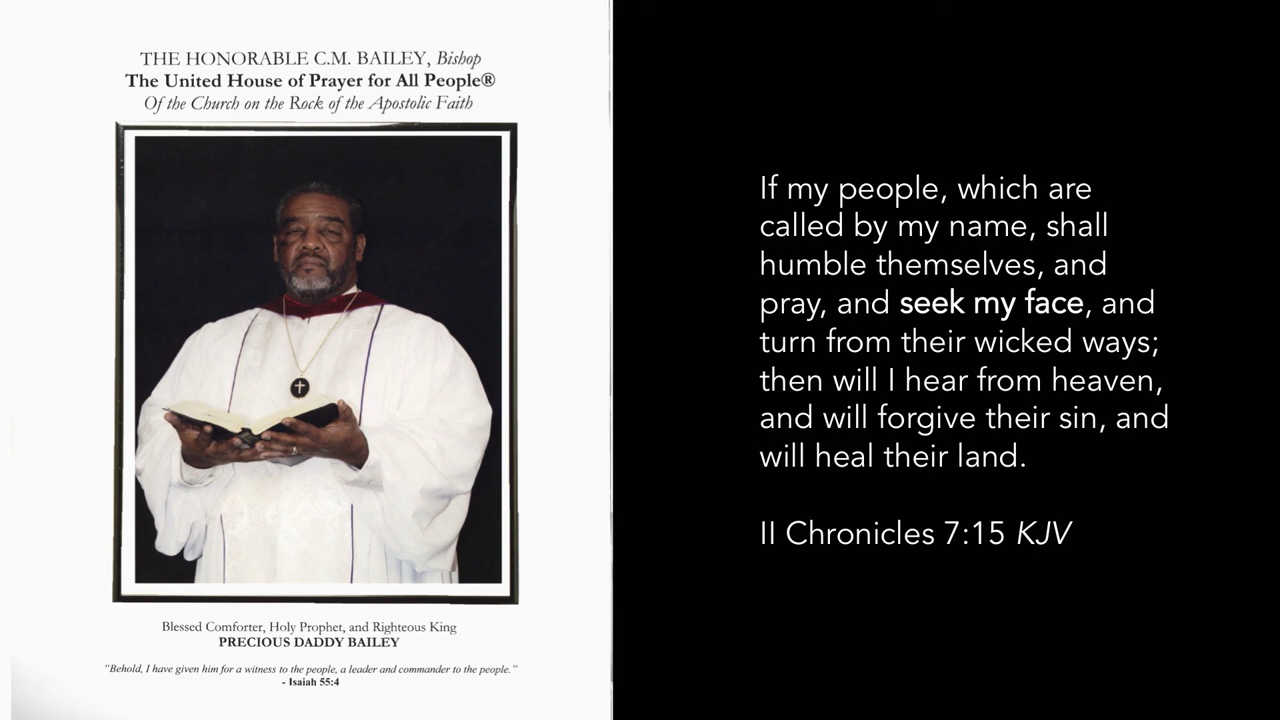 THE HONORABLE C.M. BAILEY, Bishop
The United House of Prayer for All People®
Of the Church on the Rock of the Apostolic Faith
Blessed Comforter, Holy Prophet, and Righteous King
PRECIOUS DADDY BAILEY
“Behold, I have given him for a witness to the people, a leader and commander to the people.”
- Isaiah 55:4
If my people, which are
called by my name, shall
humble themselves, and
pray, and seek my face, and
turn from their wicked ways;
then will I hear from heaven,
and will forgive their sin, and
will heal their land.
II Chronicles 7:15 KJV